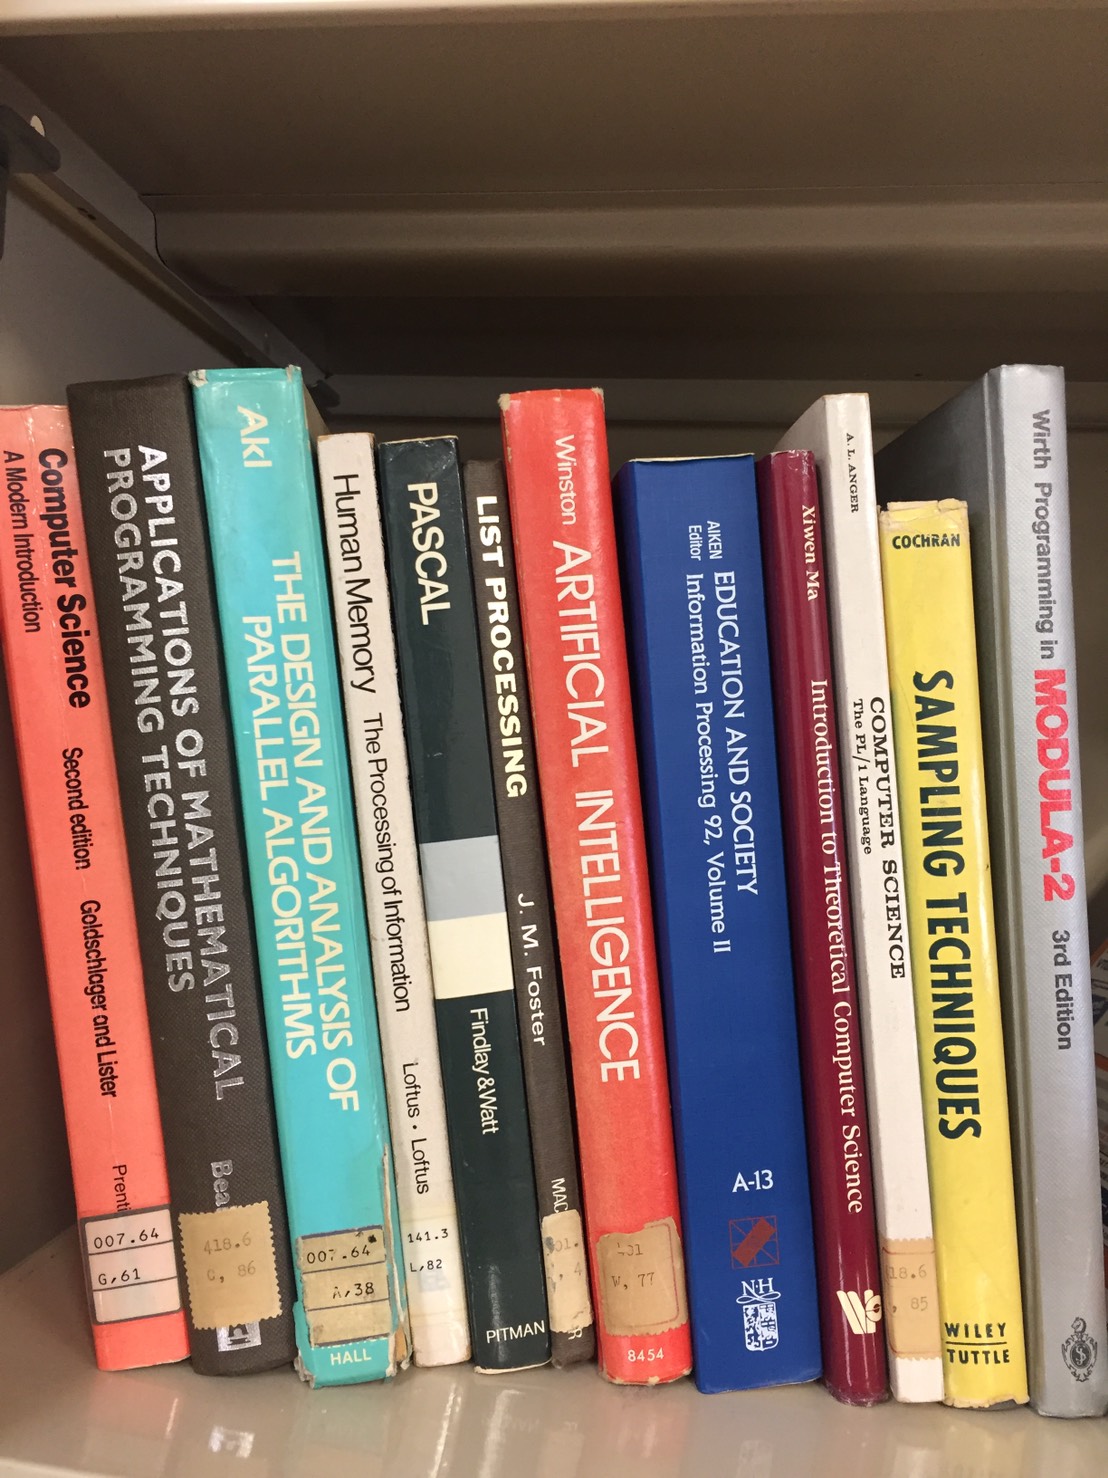 Computer Science
A Modern Introduction
Second edition
Goldschlager and Lister
007.64
G,61
APPLICATIONS OF MATHEMATICAL
PROGRAMMING TECHNIQUES
418.6
86
Akl
THE DESIGN AND ANALYSIS OF
PARALLEL ALGORITHMS
007.64
A,38
HALL
Human Memory
The Processing of Information
Loftus · Loftus
141.3
L,82
PASCAL
Findlay & Watt
PITMAN
LIST PROCESSING
J. M. Foster
Winston
ARTIFICIAL INTELLIGENCE
W, 77
8454
AIKEN
Editor
EDUCATION AND SOCIETY
Information Processing 92, Volume II
A-13
Xiwen Ma
Introduction to Theoretical Computer Science
A. L. ANGER
COMPUTER SCIENCE
The PL/1 Language
85
COCHRAN
SAMPLING TECHNIQUES
WILEY
TUTTLE
Wirth Programming in MODULA-2 3rd Edition